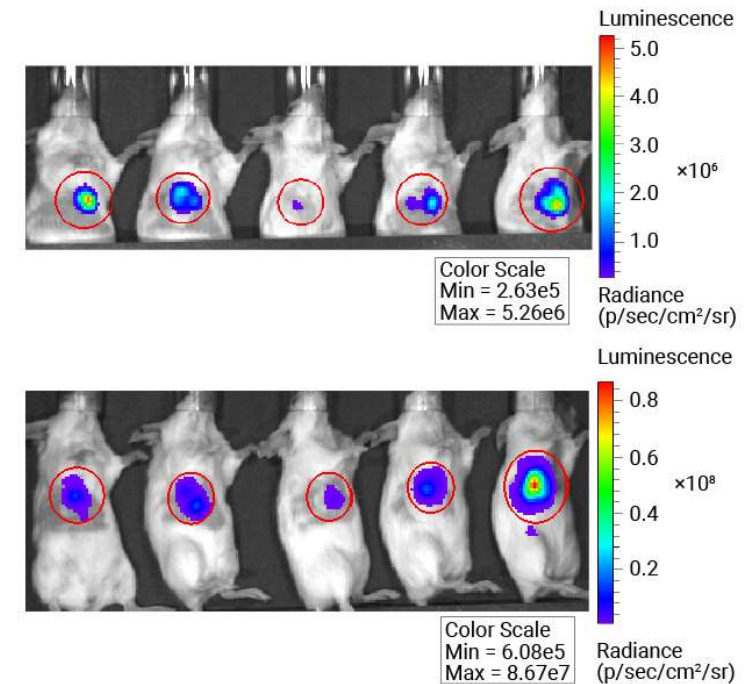 Luminescence
5.0
4.0
3.0
×10⁶
2.0
1.0
Color Scale
Min = 2.63e5
Max = 5.26e6
Radiance
(p/sec/cm²/sr)
Luminescence
0.8
0.6
×10⁸
0.4
0.2
Color Scale
Min = 6.08e5
Max = 8.67e7
Radiance
(p/sec/cm²/sr)